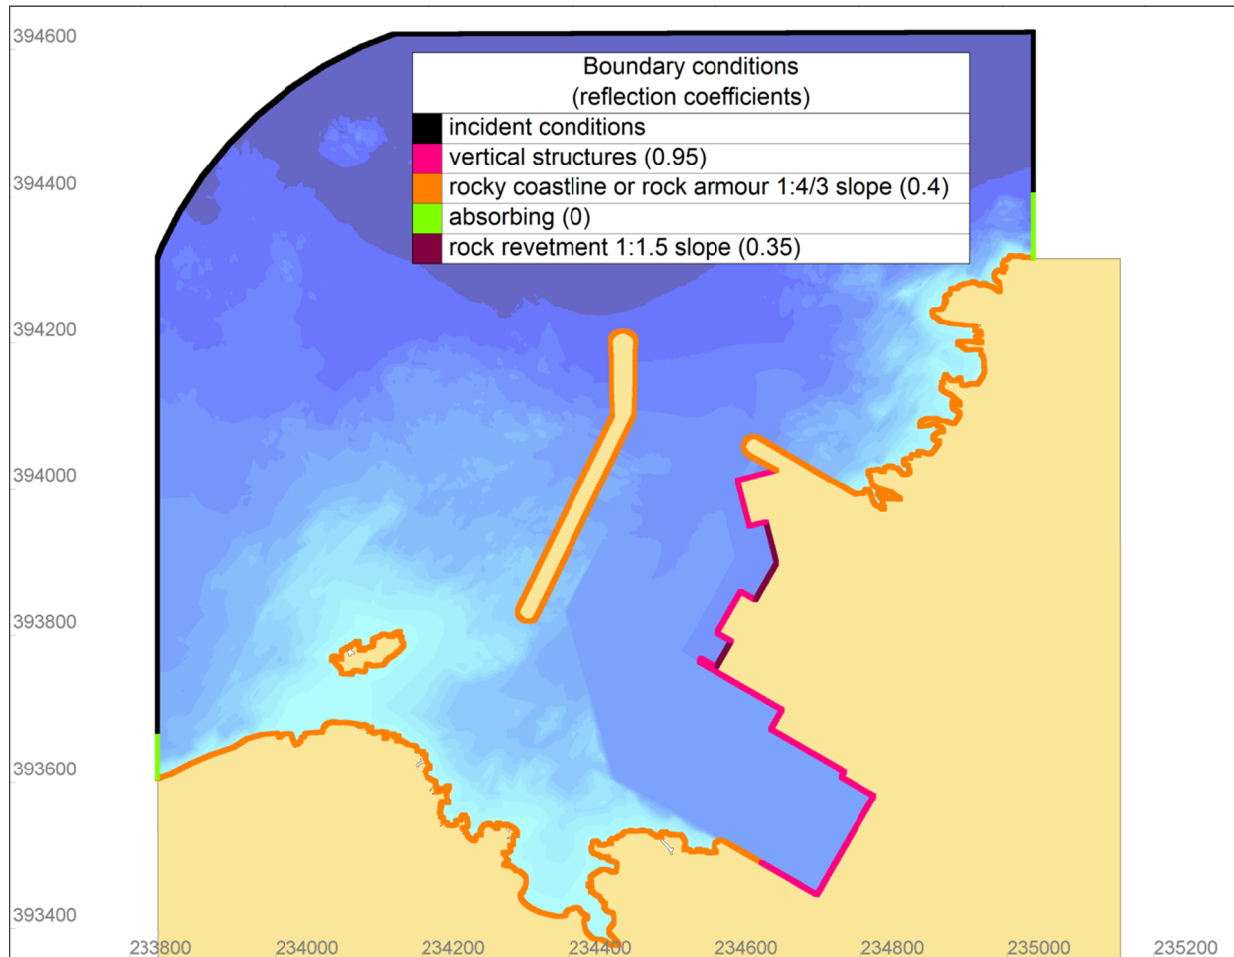 394600
Boundary conditions
(reflection coefficients)
incident conditions
vertical structures (0.95)
rocky coastline or rock armour 1:4/3 slope (0.4)
absorbing (0)
rock revetment 1:1.5 slope (0.35)
394400
394200
394000
393800
393600
393400
233800 234000 234200 234400 234600 234800 235000 235200